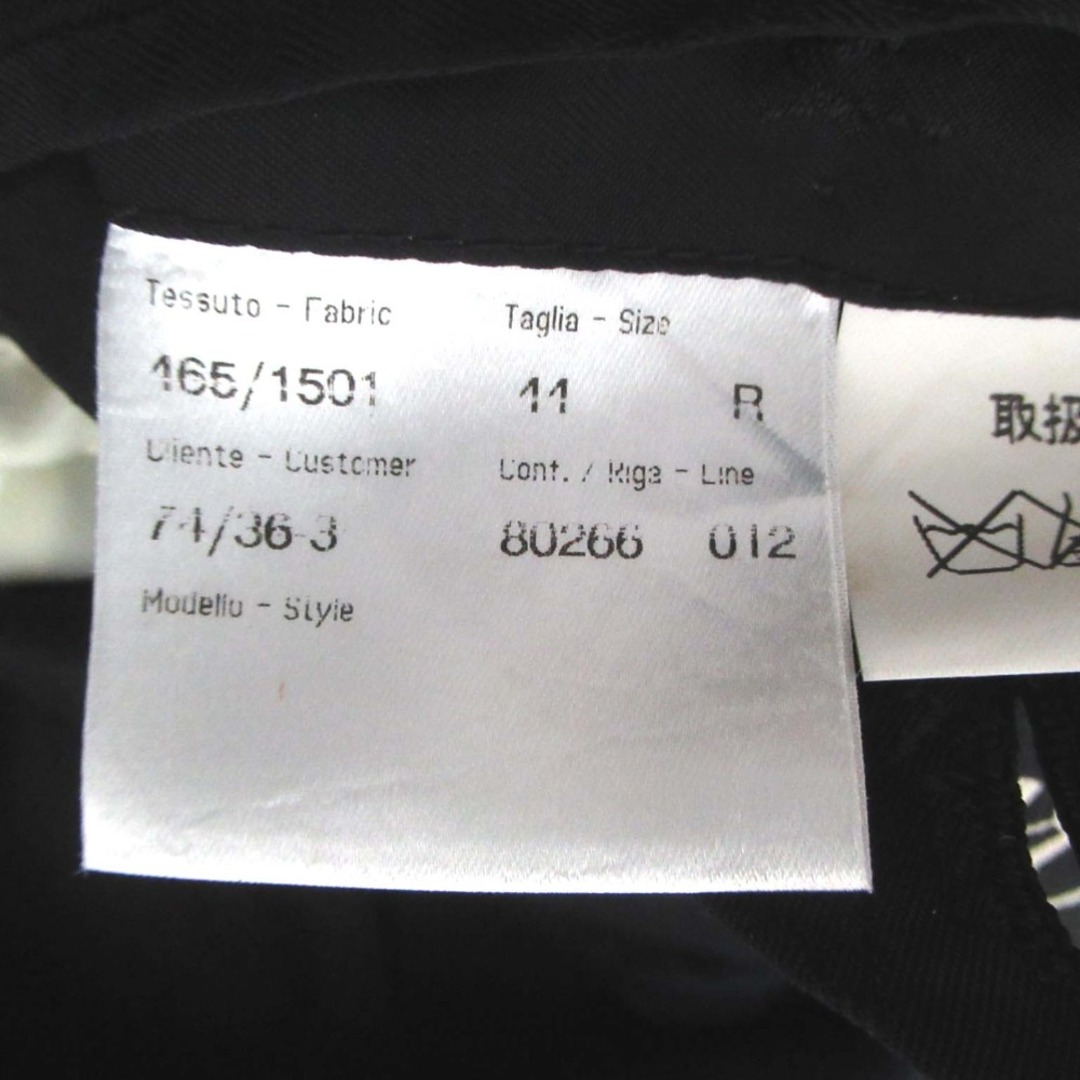 Tessuto - Fabric Taglia - Size
165/1501 11 R
Cliente - Customer Cont. / Riga - Line
74/36-3 80266 012
Modello - Style
取扱